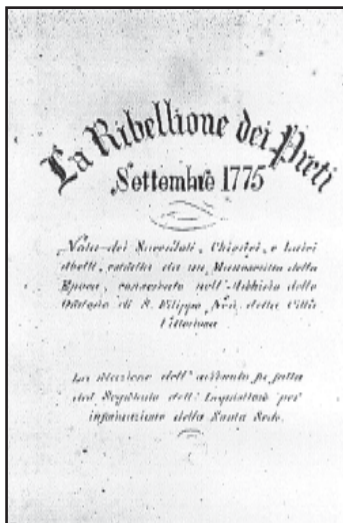 La Ribellione dei Preti
Settembre 1775
Nota dei Sacerdoti, Chierici, e Laici
ribelli, estratta da un Manoscritto della
Epoca, conservato nell'Archivio dello
Oratorio di S. Filippo Neri della Città
Vittoriosa
La relazione dell' accaduto fu fatta
dal Segretario dell' Inquisitore per
informazione della Santa Sede.